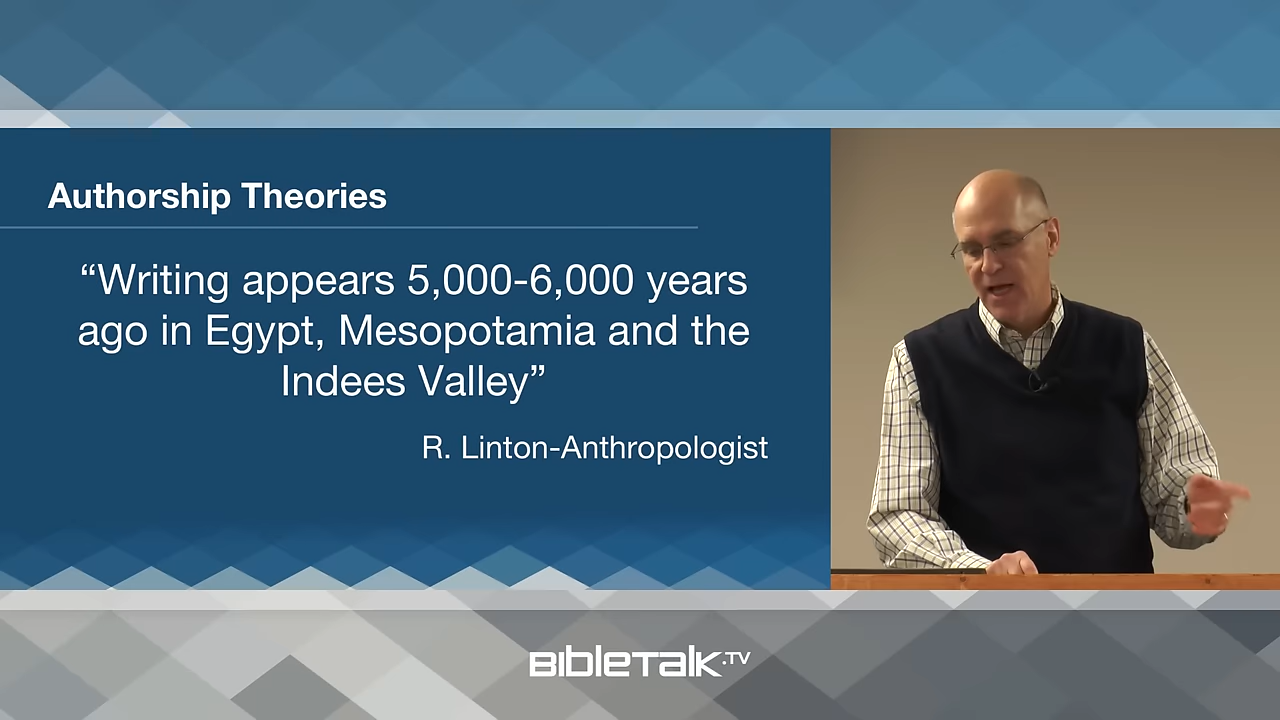 Authorship Theories
“Writing appears 5,000-6,000 years
ago in Egypt, Mesopotamia and the
Indees Valley”
R. Linton-Anthropologist
BIBLETALK.TV